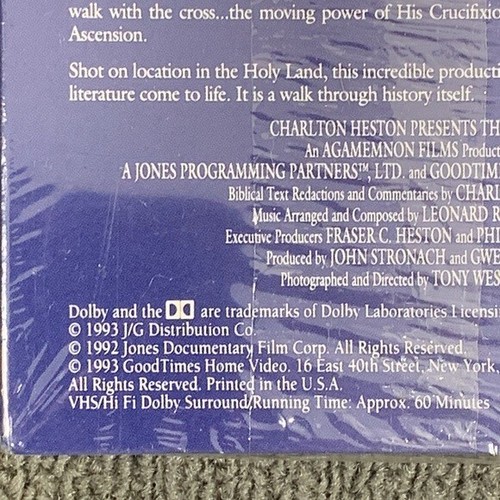 walk with the cross...the moving power of His Crucifixio
Ascension.
Shot on location in the Holy Land, this incredible producti
literature come to life. It is a walk through history itself.
CHARLTON HESTON PRESENTS TH
An AGAMEMNON FILMS Product
A JONES PROGRAMMING PARTNERS™, LTD. and GOODTIME
Biblical Text Redactions and Commentaries by CHARL
Music Arranged and Composed by LEONARD R
Executive Producers FRASER C. HESTON and PHI
Produced by JOHN STRONACH and GWE
Photographed and Directed by TONY WES
Dolby and the DD are trademarks of Dolby Laboratories Licensi
© 1993 J/G Distribution Co.
© 1992 Jones Documentary Film Corp. All Rights Reserved.
© 1993 GoodTimes Home Video. 16 East 40th Street, New York,
All Rights Reserved. Printed in the U.S.A.
VHS/Hi Fi Dolby Surround/Running Time: Approx. 60 Minutes